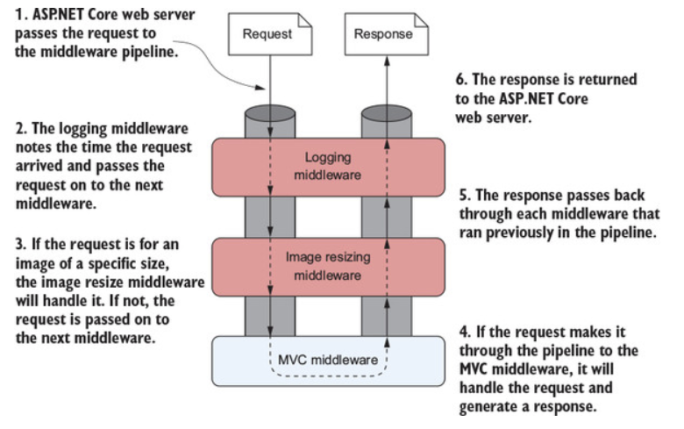 1. ASP.NET Core web server
passes the request to
the middleware pipeline.
Request
Response
6. The response is returned
to the ASP.NET Core
web server.
2. The logging middleware
notes the time the request
arrived and passes the
request on to the next
middleware.
Logging
middleware
5. The response passes back
through each middleware that
ran previously in the pipeline.
3. If the request is for an
image of a specific size,
the image resize middleware
will handle it. If not, the
request is passed on to
the next middleware.
Image resizing
middleware
MVC middleware
4. If the request makes it
through the pipeline to the
MVC middleware, it will
handle the request and
generate a response.